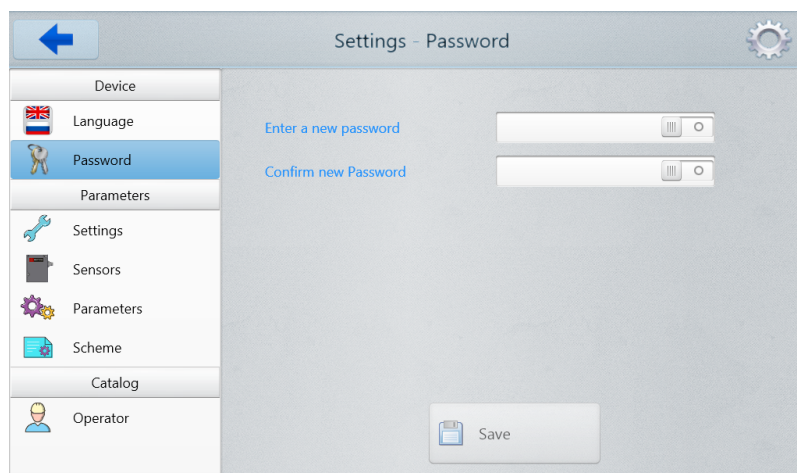 Settings - Password
Device
Language
Password
Parameters
Settings
Sensors
Parameters
Scheme
Catalog
Operator
Enter a new password
Confirm new Password
Save